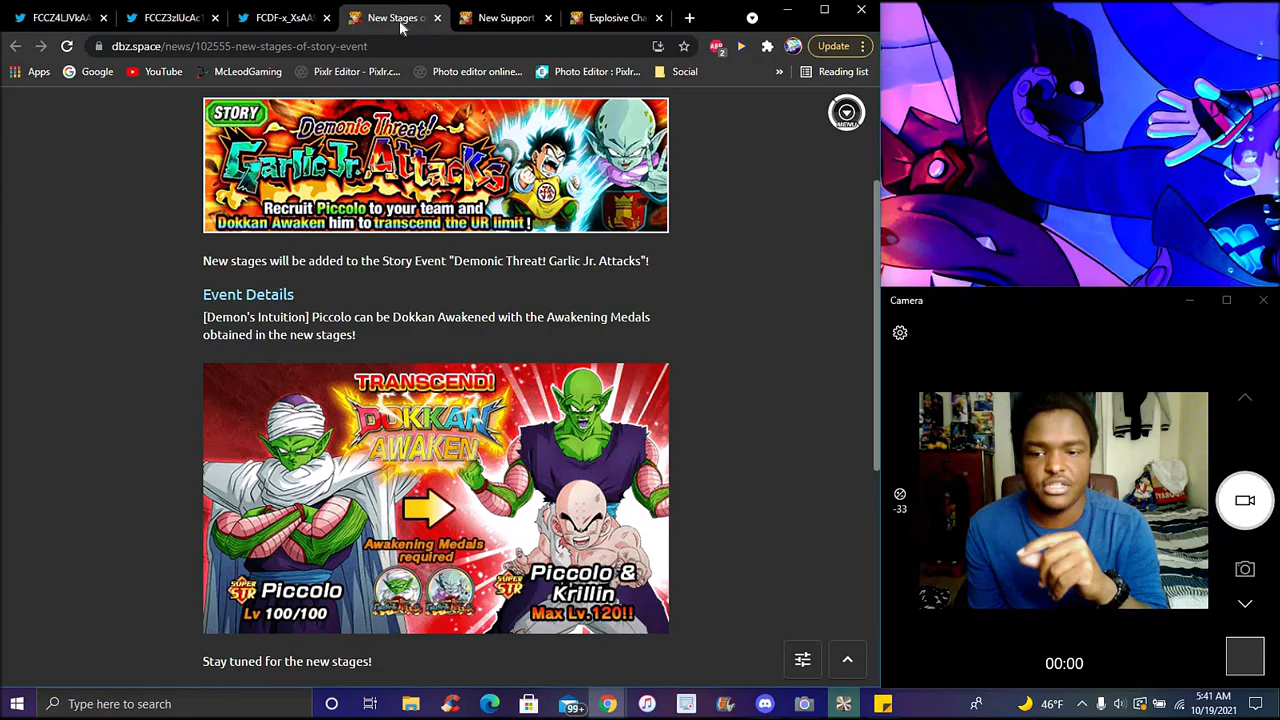 FCCZ4LJVkAA
FCCZ3zIUcAc1
FCDF-x_XsAAS
New Stages o
New Support
Explosive Cha
dbz.space/news/102555-new-stages-of-story-event
2
Update
Apps
Google
YouTube
McLeodGaming
Pixlr Editor - Pixlr.c...
Photo editor online...
Photo Editor : Pixlr...
Social
»
Reading list
STORY
Demonic Threat!
Garlic Jr. Attacks
Recruit Piccolo to your team and
Dokkan Awaken him to transcend the UR limit !
MENU
New stages will be added to the Story Event "Demonic Threat! Garlic Jr. Attacks"!
Event Details
[Demon's Intuition] Piccolo can be Dokkan Awakened with the Awakening Medals
obtained in the new stages!
TRANSCEND!
DOKKAN
AWAKEN
Awakening Medals
required
SUPER
STR
Piccolo
Lv 100/100
SUPER
STR
Piccolo &
Krillin
Max Lv.120!!
Stay tuned for the new stages!
Camera
-33
00:00
Type here to search
99+
46°F
5:41 AM
10/19/2021